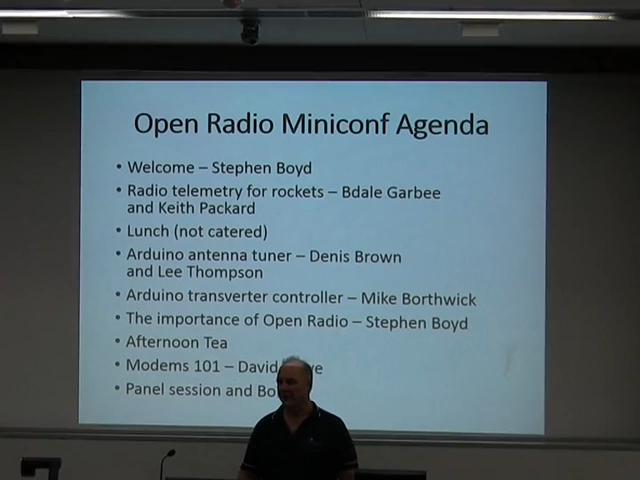 Open Radio Miniconf Agenda
• Welcome – Stephen Boyd
• Radio telemetry for rockets – Bdale Garbee
and Keith Packard
• Lunch (not catered)
• Arduino antenna tuner – Denis Brown
and Lee Thompson
• Arduino transverter controller – Mike Borthwick
• The importance of Open Radio – Stephen Boyd
• Afternoon Tea
• Modems 101 – David
• Panel session and